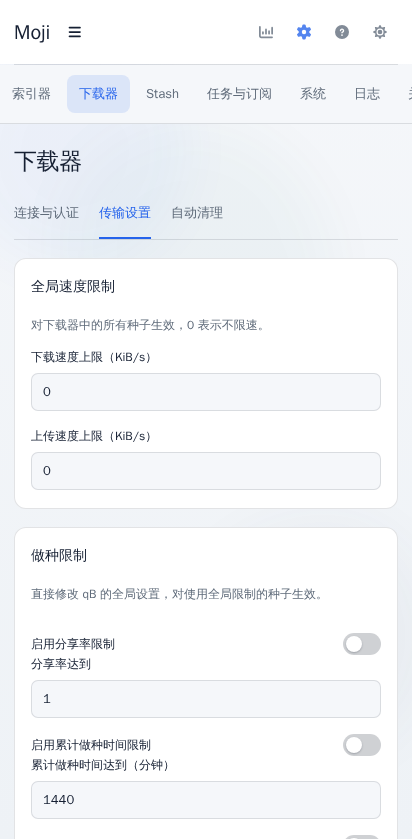 Moji
索引器 下载器 Stash 任务与订阅 系统 日志
下载器
连接与认证 传输设置 自动清理
全局速度限制
对下载器中的所有种子生效，0 表示不限速。
下载速度上限（KiB/s）
0
上传速度上限（KiB/s）
0
做种限制
直接修改 qB 的全局设置，对使用全局限制的种子生效。
启用分享率限制
分享率达到
1
启用累计做种时间限制
累计做种时间达到（分钟）
1440